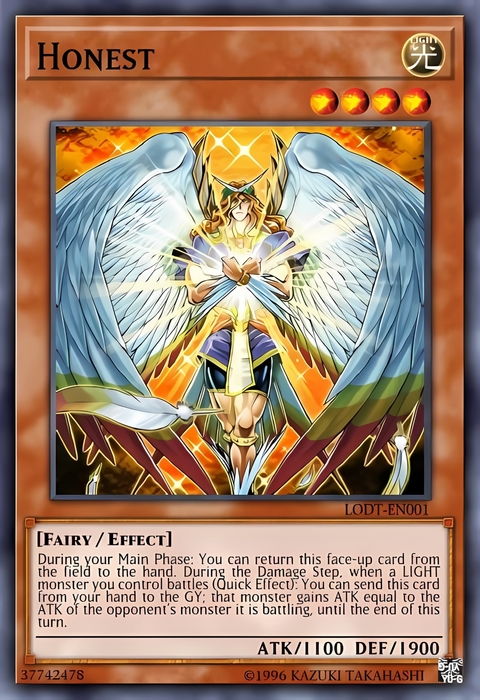 HONEST
LIGHT
光
LODT-EN001
[FAIRY / EFFECT]
During your Main Phase: You can return this face-up card from
the field to the hand. During the Damage Step, when a LIGHT
monster you control battles (Quick Effect): You can send this card
from your hand to the GY; that monster gains ATK equal to the
ATK of the opponent's monster it is battling, until the end of this
turn.
ATK/1100 DEF/1900
37742478
©1996 KAZUKI TAKAHASHI